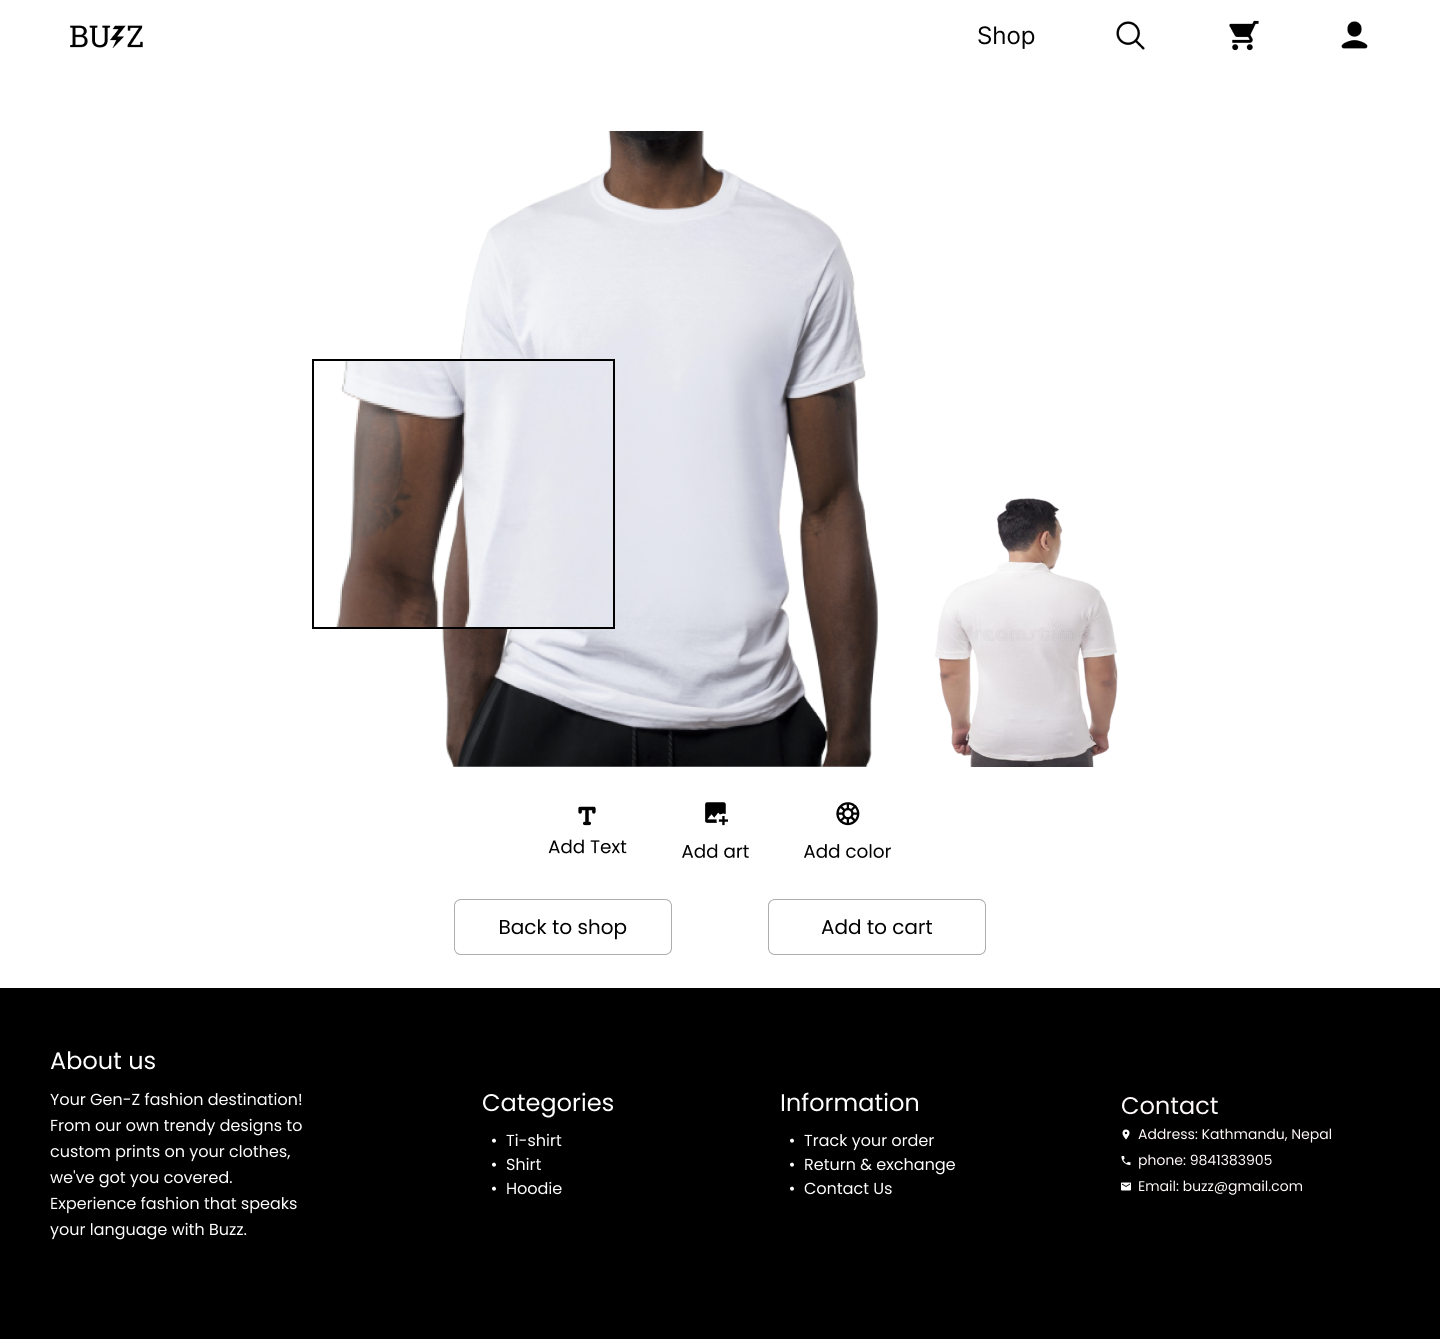 BUZZ
Shop
Add Text
Add art
Add color
Back to shop
Add to cart
About us
Your Gen-Z fashion destination!
From our own trendy designs to
custom prints on your clothes,
we've got you covered.
Experience fashion that speaks
your language with Buzz.
Categories
• Ti-shirt
• Shirt
• Hoodie
Information
• Track your order
• Return & exchange
• Contact Us
Contact
Address: Kathmandu, Nepal
phone: 9841383905
Email: buzz@gmail.com